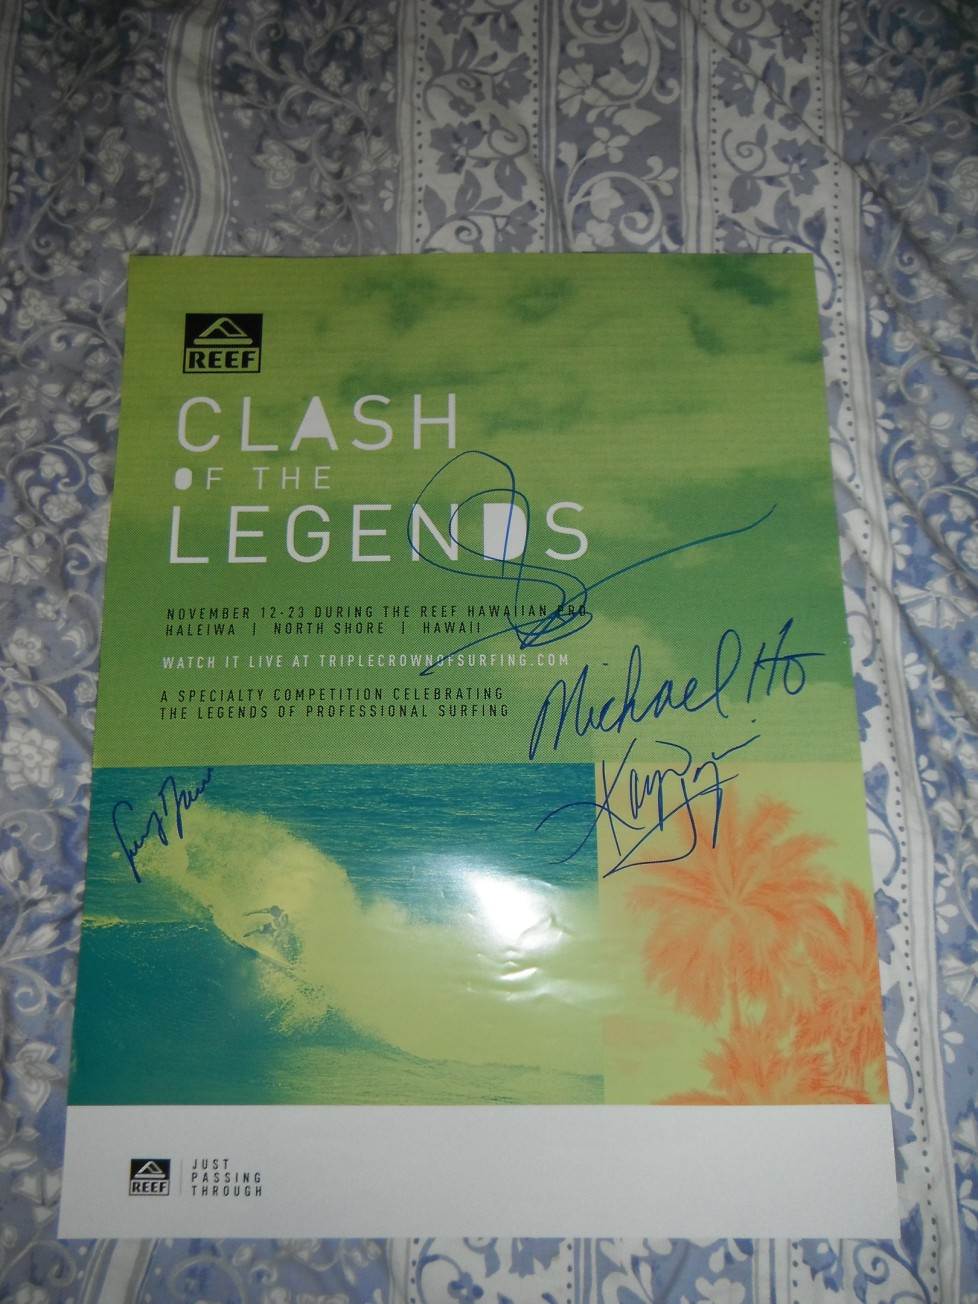 REEF
CLASH
OF THE
LEGENDS
NOVEMBER 12-23 DURING THE REEF HAWAIIAN PRO
HALEIWA | NORTH SHORE | HAWAII
WATCH IT LIVE AT TRIPLECROWNOFSURFING.COM
A SPECIALTY COMPETITION CELEBRATING
THE LEGENDS OF PROFESSIONAL SURFING
Michael Ho
REEF
JUST
PASSING
THROUGH